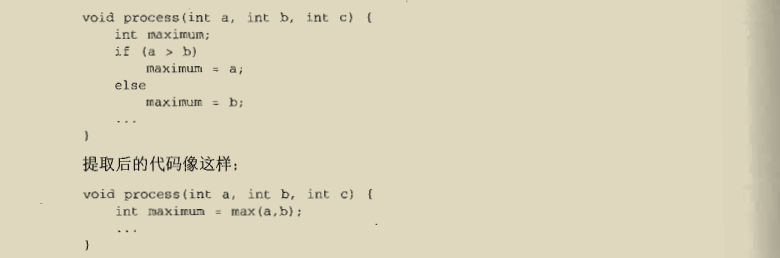 void process(int a, int b, int c) {
    int maximum;
    if (a > b)
        maximum = a;
    else
        maximum = b;
    ...
}
提取后的代码像这样:
void process(int a, int b, int c) {
    int maximum = max(a,b);
    ...
}